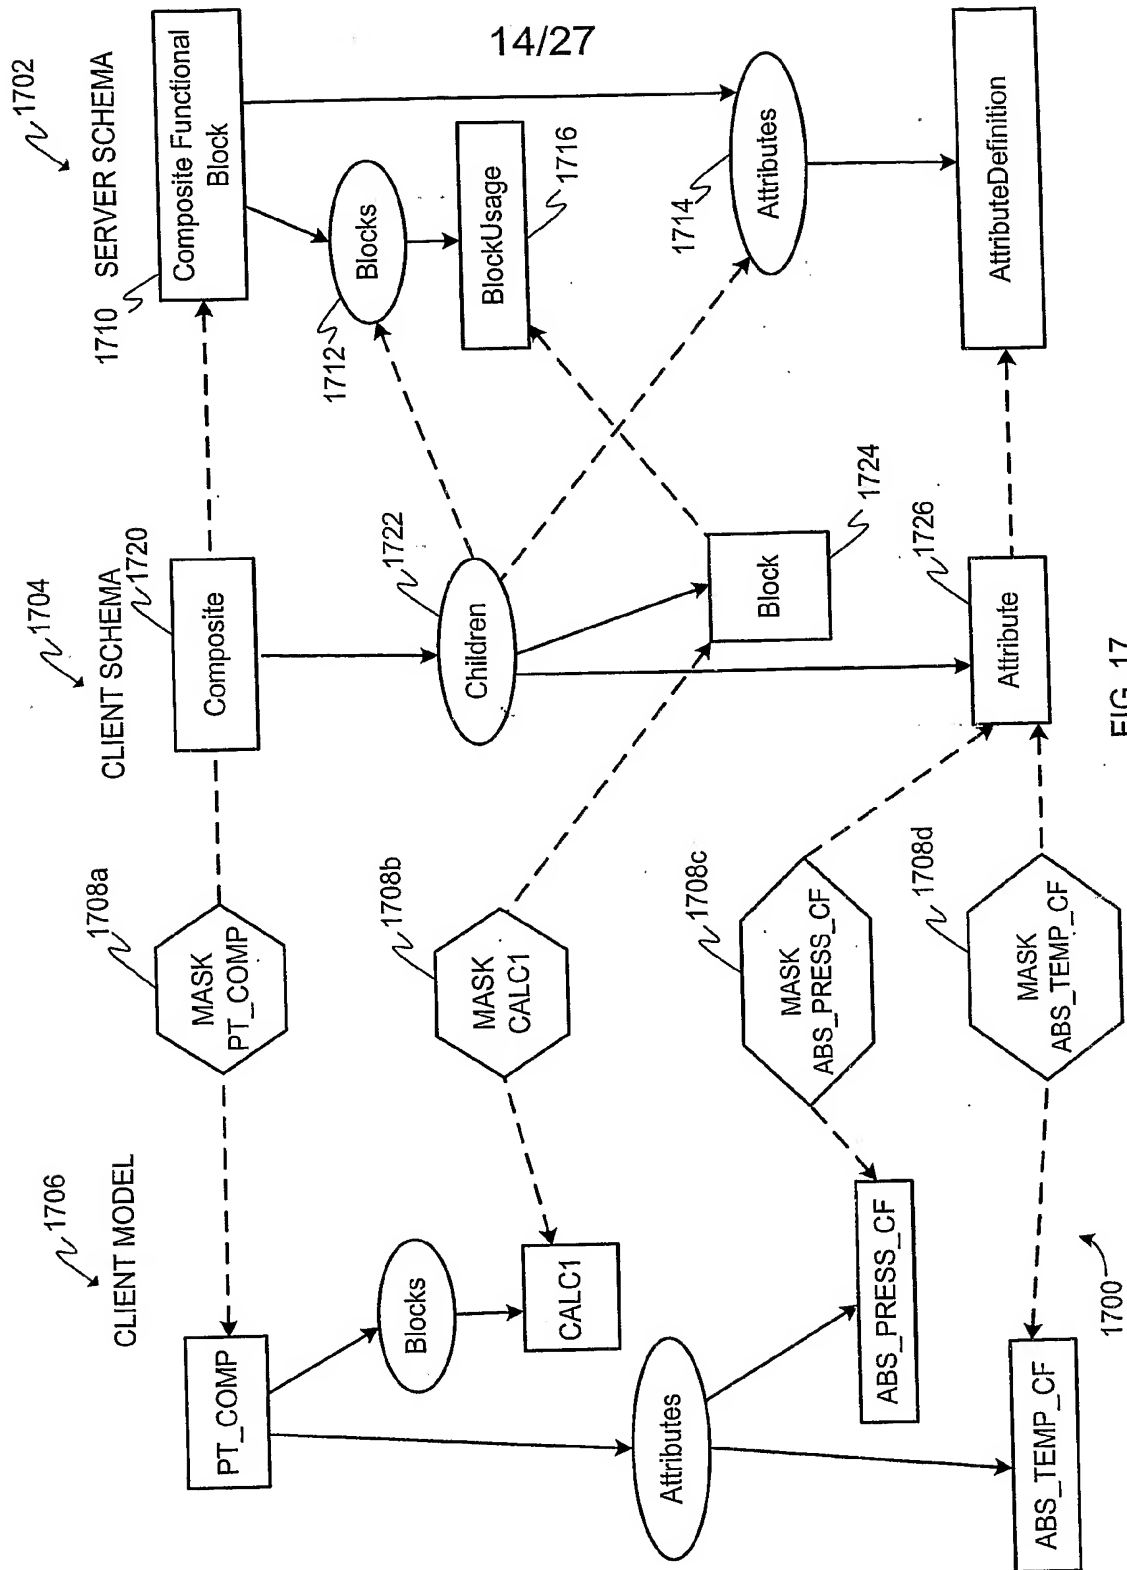 14/27
1706
CLIENT MODEL
1704
CLIENT SCHEMA
1702
SERVER SCHEMA
PT_COMP
1708a
MASK
PT_COMP
1720
Composite
1710
Composite Functional
Block
Blocks
CALC1
1708b
MASK
CALC1
1722
Children
1712
Blocks
BlockUsage
1716
Attributes
ABS_PRESS_CF
1708c
MASK
ABS_PRESS_CF
Block
1724
1714
Attributes
ABS_TEMP_CF
1708d
MASK
ABS_TEMP_CF
1726
Attribute
AttributeDefinition
1700
FIG. 17